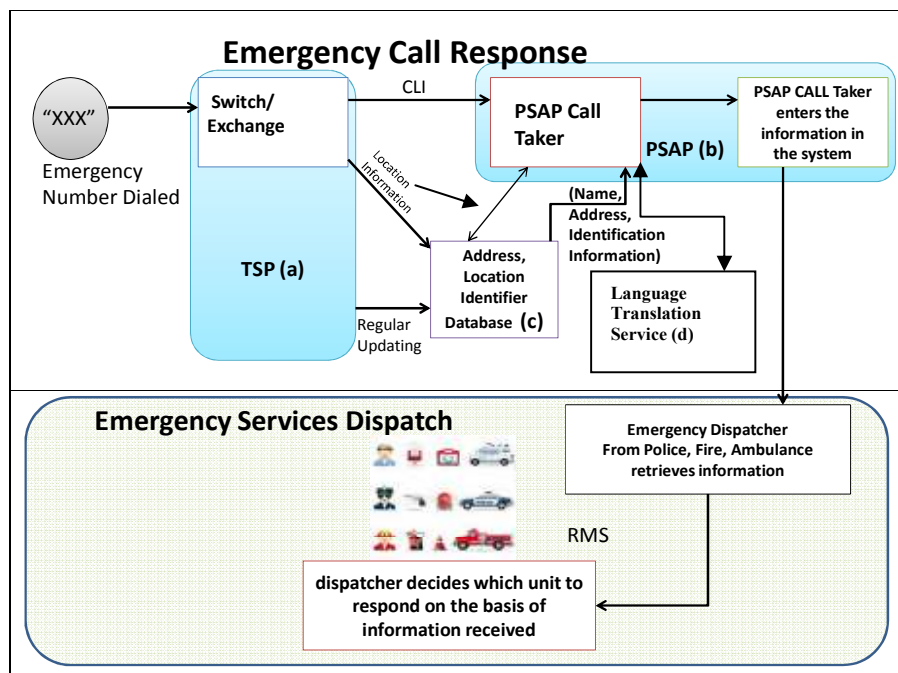 Emergency Call Response
“XXX”
Emergency
Number Dialed
Switch/
Exchange
TSP (a)
CLI
Location
Information
Regular
Updating
PSAP Call
Taker
PSAP (b)
PSAP CALL Taker
enters the
information in
the system
Address,
Location
Identifier
Database (c)
(Name,
Address,
Identification
Information)
Language
Translation
Service (d)
Emergency Services Dispatch
Emergency Dispatcher
From Police, Fire, Ambulance
retrieves information
RMS
dispatcher decides which unit to
respond on the basis of
information received